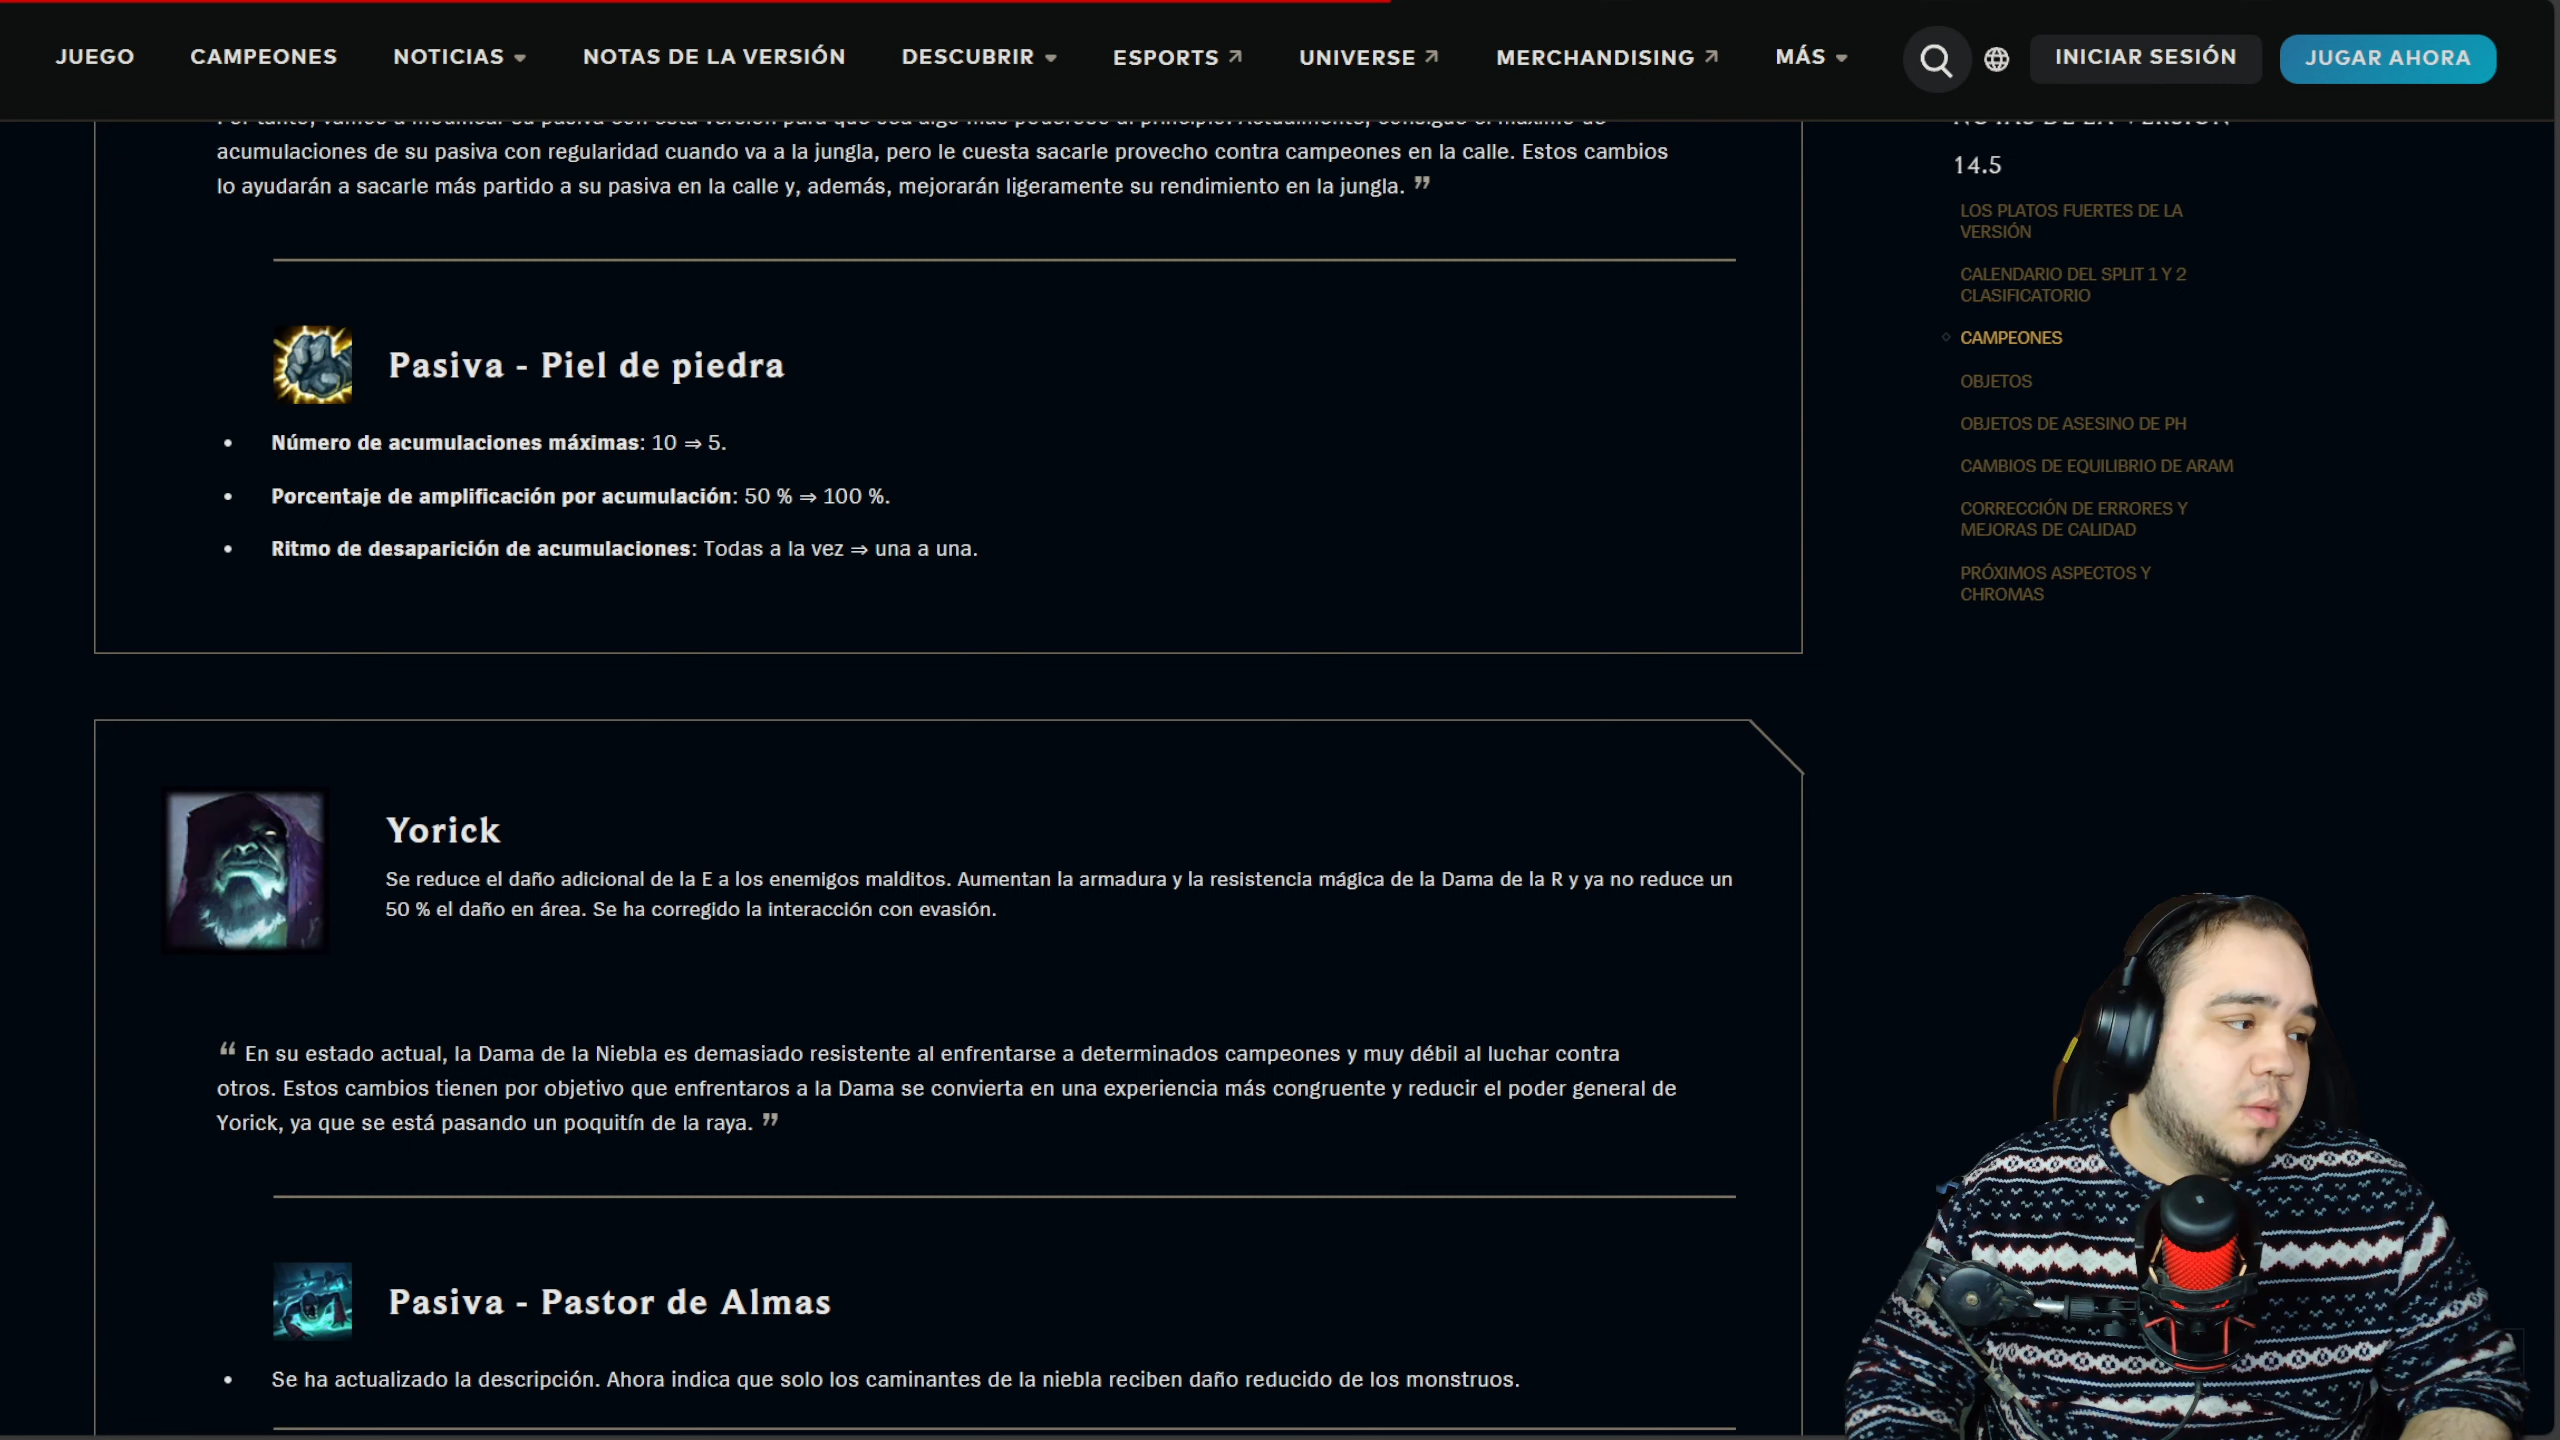 JUEGO CAMPEONES NOTICIAS NOTAS DE LA VERSIÓN DESCUBRIR ESPORTS UNIVERSE MERCHANDISING MÁS INICIAR SESIÓN JUGAR AHORA
acumulaciones de su pasiva con regularidad cuando va a la jungla, pero le cuesta sacarle provecho contra campeones en la calle. Estos cambios
lo ayudarán a sacarle más partido a su pasiva en la calle y, además, mejorarán ligeramente su rendimiento en la jungla. ”
Pasiva - Piel de piedra
• Número de acumulaciones máximas: 10 ⇒ 5.
• Porcentaje de amplificación por acumulación: 50 % ⇒ 100 %.
• Ritmo de desaparición de acumulaciones: Todas a la vez ⇒ una a una.
Yorick
Se reduce el daño adicional de la E a los enemigos malditos. Aumentan la armadura y la resistencia mágica de la Dama de la R y ya no reduce un
50 % el daño en área. Se ha corregido la interacción con evasión.
“ En su estado actual, la Dama de la Niebla es demasiado resistente al enfrentarse a determinados campeones y muy débil al luchar contra
otros. Estos cambios tienen por objetivo que enfrentaros a la Dama se convierta en una experiencia más congruente y reducir el poder general de
Yorick, ya que se está pasando un poquitín de la raya. ”
Pasiva - Pastor de Almas
• Se ha actualizado la descripción. Ahora indica que solo los caminantes de la niebla reciben daño reducido de los monstruos.
NOTAS DE LA VERSIÓN
14.5
LOS PLATOS FUERTES DE LA
VERSIÓN
CALENDARIO DEL SPLIT 1 Y 2
CLASIFICATORIO
CAMPEONES
OBJETOS
OBJETOS DE ASESINO DE PH
CAMBIOS DE EQUILIBRIO DE ARAM
CORRECCIÓN DE ERRORES Y
MEJORAS DE CALIDAD
PRÓXIMOS ASPECTOS Y
CHROMAS